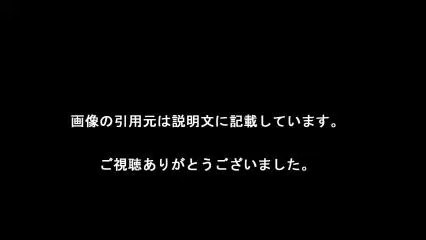 画像の引用元は説明文に記載しています。
ご視聴ありがとうございました。